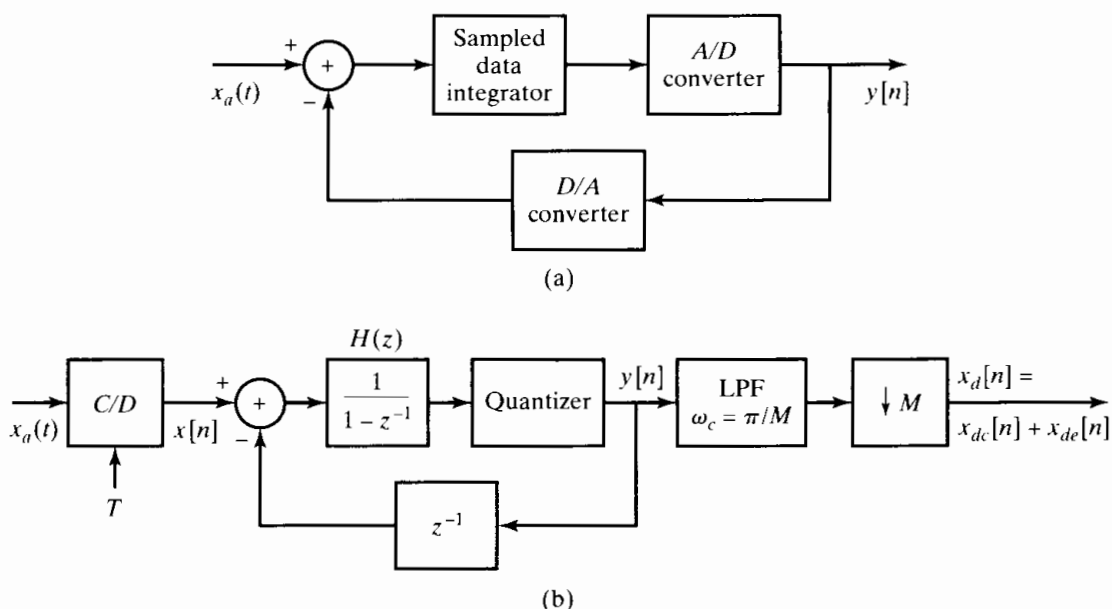 +
+
-
x_a(t)
Sampled
data
integrator
A/D
converter
y[n]
D/A
converter
(a)
H(z)
C/D
x_a(t)
x[n]
T
+
+
-
1
1 - z^{-1}
Quantizer
y[n]
LPF
ω_c = π/M
↓ M
x_d[n] =
x_{dc}[n] + x_{de}[n]
z^{-1}
(b)